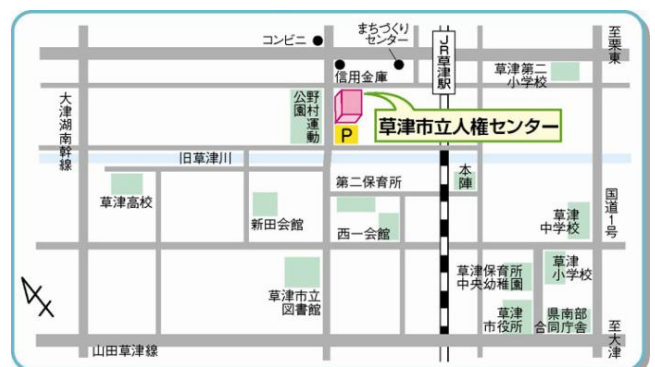 コンビニ
まちづくり
センター
JR草津駅
至栗東
信用金庫
草津第二
小学校
大津湖南幹線
野村運動
公園
P
草津市立人権センター
旧草津川
本陣
第二保育所
草津高校
新田会館
西一会館
国道1号
草津
中学校
草津市立
図書館
草津保育所
中央幼稚園
草津
小学校
草津
市役所
県南部
合同庁舎
至大津
山田草津線